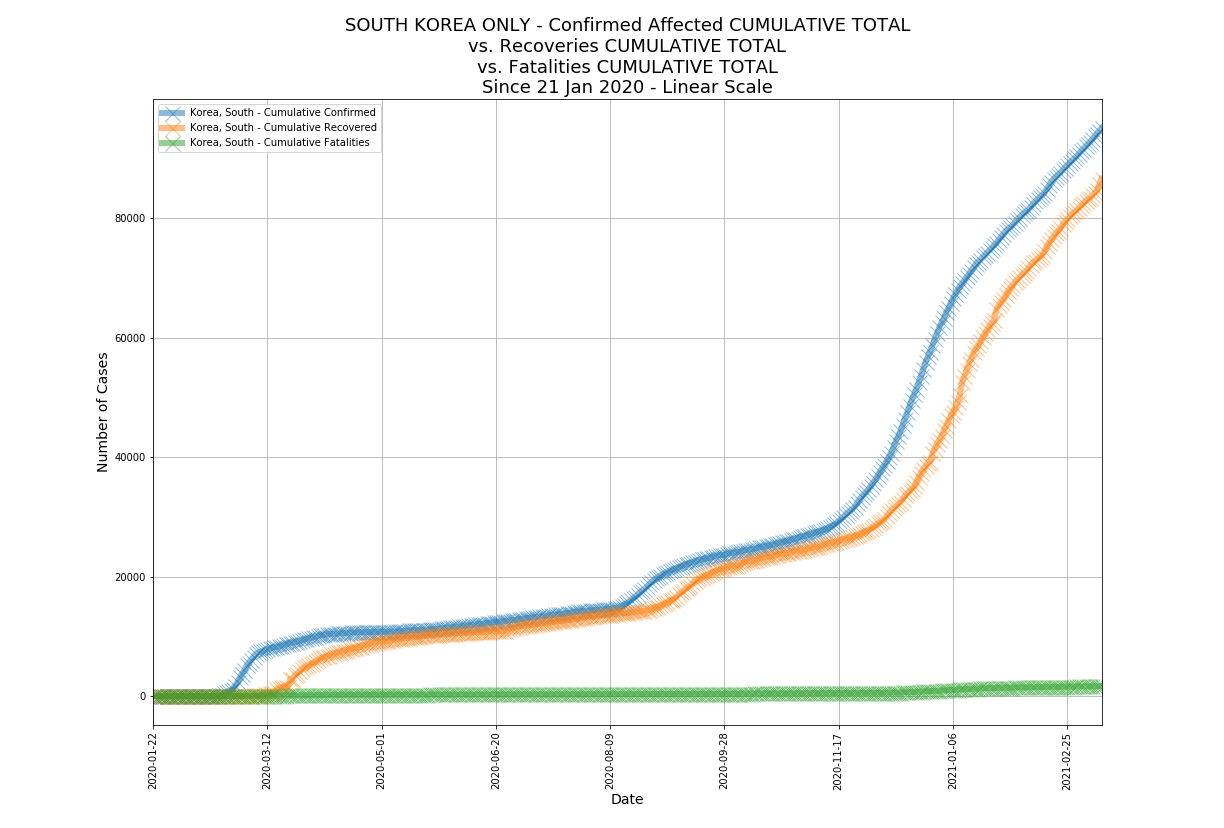 SOUTH KOREA ONLY - Confirmed Affected CUMULATIVE TOTAL
vs. Recoveries CUMULATIVE TOTAL
vs. Fatalities CUMULATIVE TOTAL
Since 21 Jan 2020 - Linear Scale
Korea, South - Cumulative Confirmed
Korea, South - Cumulative Recovered
Korea, South - Cumulative Fatalities
Number of Cases
80000
60000
40000
20000
0
2020-01-22
2020-03-12
2020-05-01
2020-06-20
2020-08-09
2020-09-28
2020-11-17
2021-01-06
2021-02-25
Date